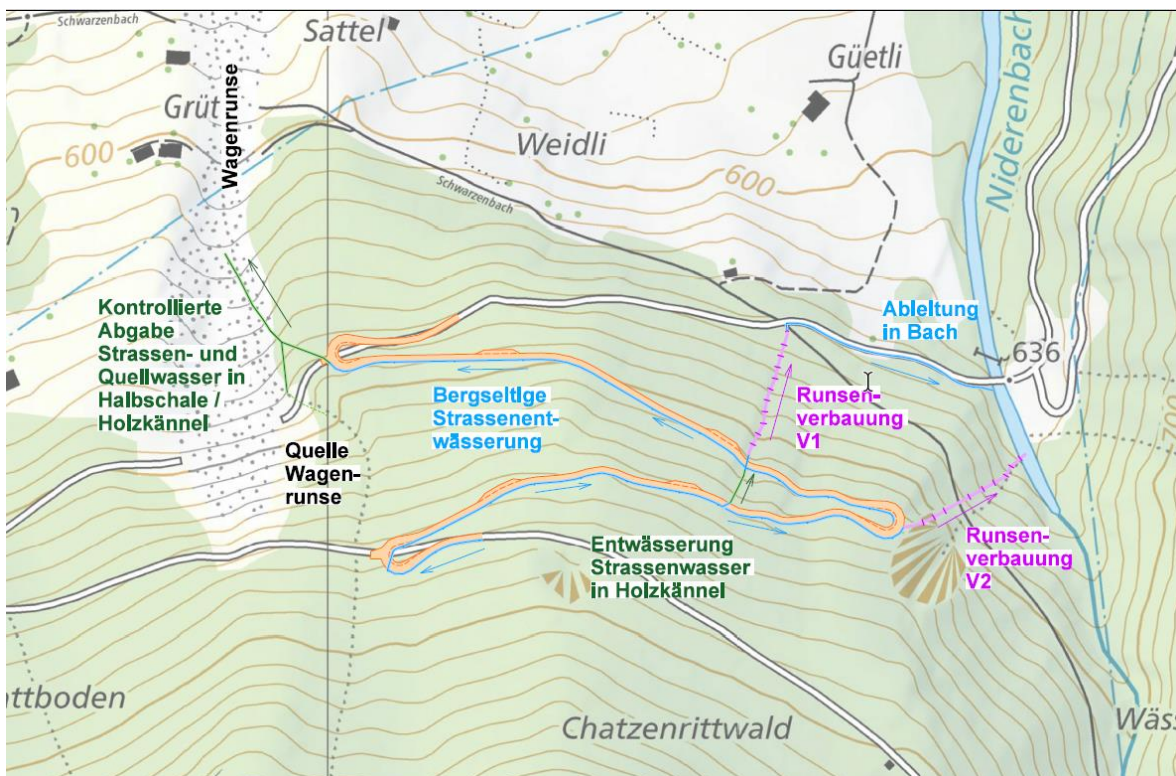 Schwarzenbach
Sattel
Güetli
Grüt
Wagenrunse
600
Weidli
Schwarzenbach
600
Niderenbach
Kontrollierte
Abgabe
Strassen- und
Quellwasser in
Halbschale /
Holzkännel
Ableitung
in Bach
636
Bergseitige
Strassenent-
wässerung
Runsen-
verbauung
V1
Quelle
Wagen-
runse
Entwässerung
Strassenwasser
in Holzkännel
Runsen-
verbauung
V2
attboden
Chatzenrittwald
Wäss